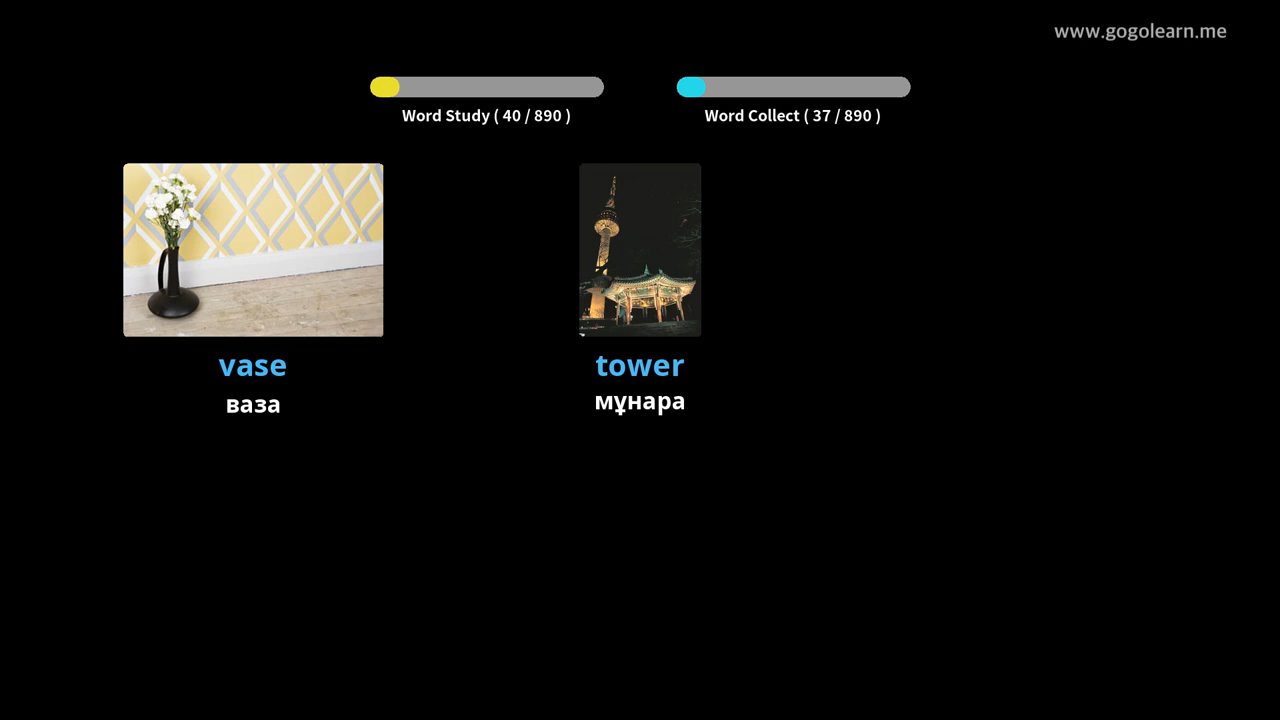 www.gogolearn.me
Word Study ( 40 / 890 )
Word Collect ( 37 / 890 )
vase
ваза
tower
мұнара